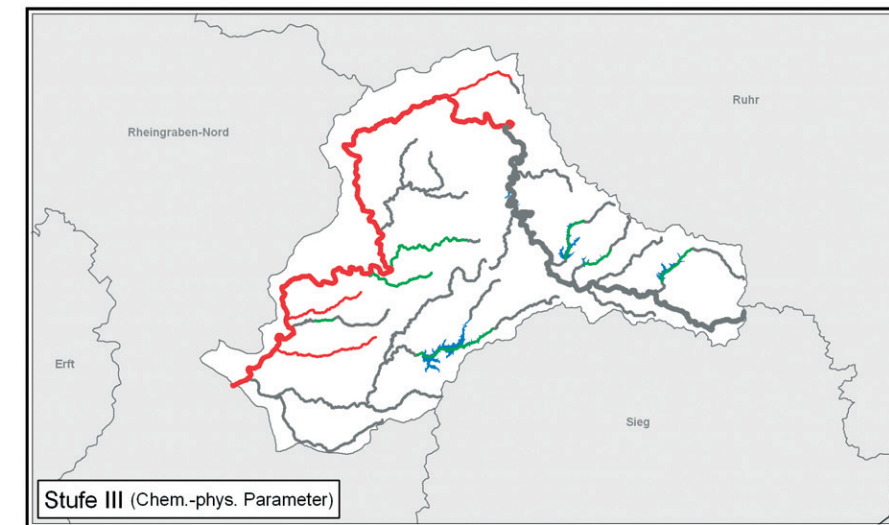 Ruhr
Rheingraben-Nord
Erft
Sieg
Stufe III (Chem.-phys. Parameter)